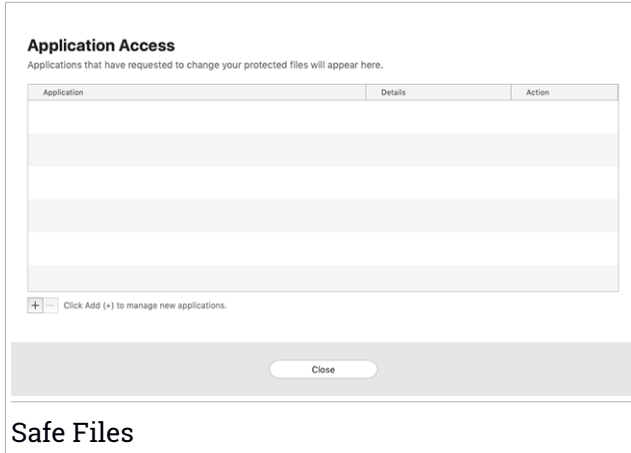 Application Access
Applications that have requested to change your protected files will appear here.
Application Details Action
+ − Click Add (+) to manage new applications.
Close
Safe Files